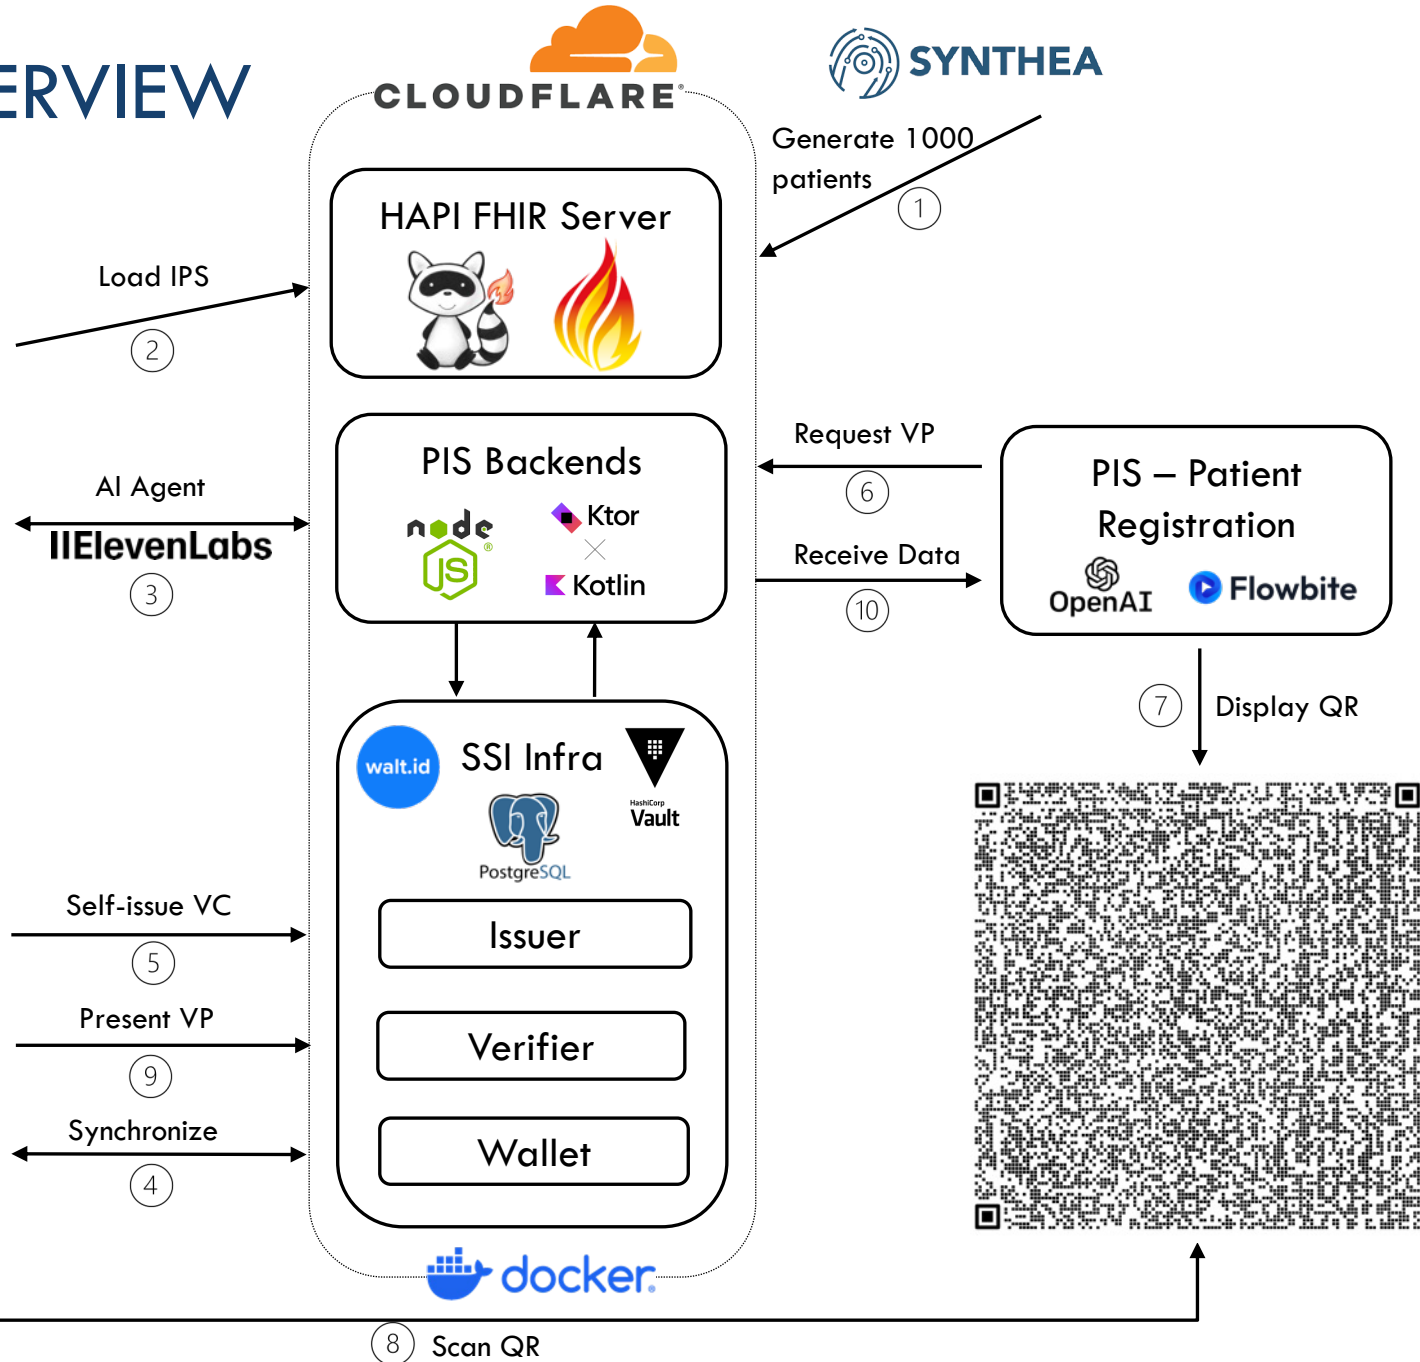 ERVIEW
CLOUDFLARE®
SYNTHEA
Generate 1000
patients
1
HAPI FHIR Server
Load IPS
2
PIS Backends
node
JS®
Ktor
Kotlin
AI Agent
IIElevenLabs
3
Request VP
6
Receive Data
10
PIS – Patient
Registration
OpenAI
Flowbite
7
Display QR
walt.id
SSI Infra
HashiCorp
Vault
PostgreSQL
Self-issue VC
5
Issuer
Present VP
9
Verifier
Synchronize
4
Wallet
docker®
8
Scan QR